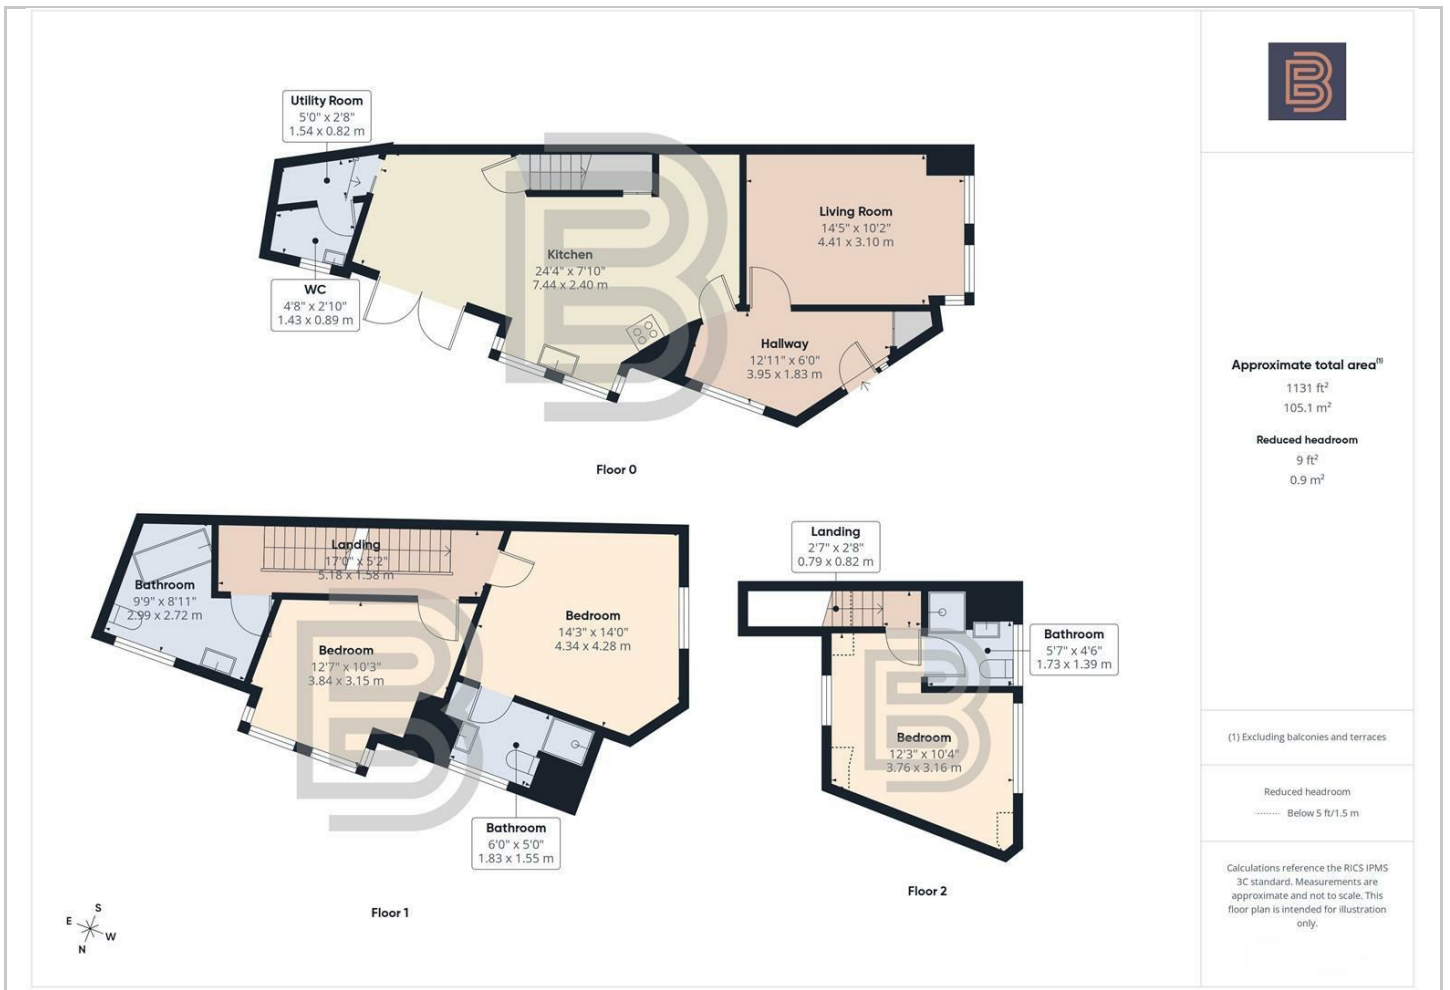 Utility Room
5'0" x 2'8"
1.54 x 0.82 m
WC
4'8" x 2'10"
1.43 x 0.89 m
Kitchen
24'4" x 7'10"
7.44 x 2.40 m
Living Room
14'5" x 10'2"
4.41 x 3.10 m
Hallway
12'11" x 6'0"
3.95 x 1.83 m
Floor 0
Landing
17'0" x 5'2"
5.18 x 1.58 m
Bathroom
9'9" x 8'11"
2.99 x 2.72 m
Bedroom
12'7" x 10'3"
3.84 x 3.15 m
Bedroom
14'3" x 14'0"
4.34 x 4.28 m
Bathroom
6'0" x 5'0"
1.83 x 1.55 m
Floor 1
Landing
2'7" x 2'8"
0.79 x 0.82 m
Bathroom
5'7" x 4'6"
1.73 x 1.39 m
Bedroom
12'3" x 10'4"
3.76 x 3.16 m
Floor 2
S
E
W
N
B
Approximate total area(1)
1131 ft²
105.1 m²
Reduced headroom
9 ft²
0.9 m²
(1) Excluding balconies and terraces
Reduced headroom
Below 5 ft/1.5 m
Calculations reference the RICS IPMS
3C standard. Measurements are
approximate and not to scale. This
floor plan is intended for illustration
only.